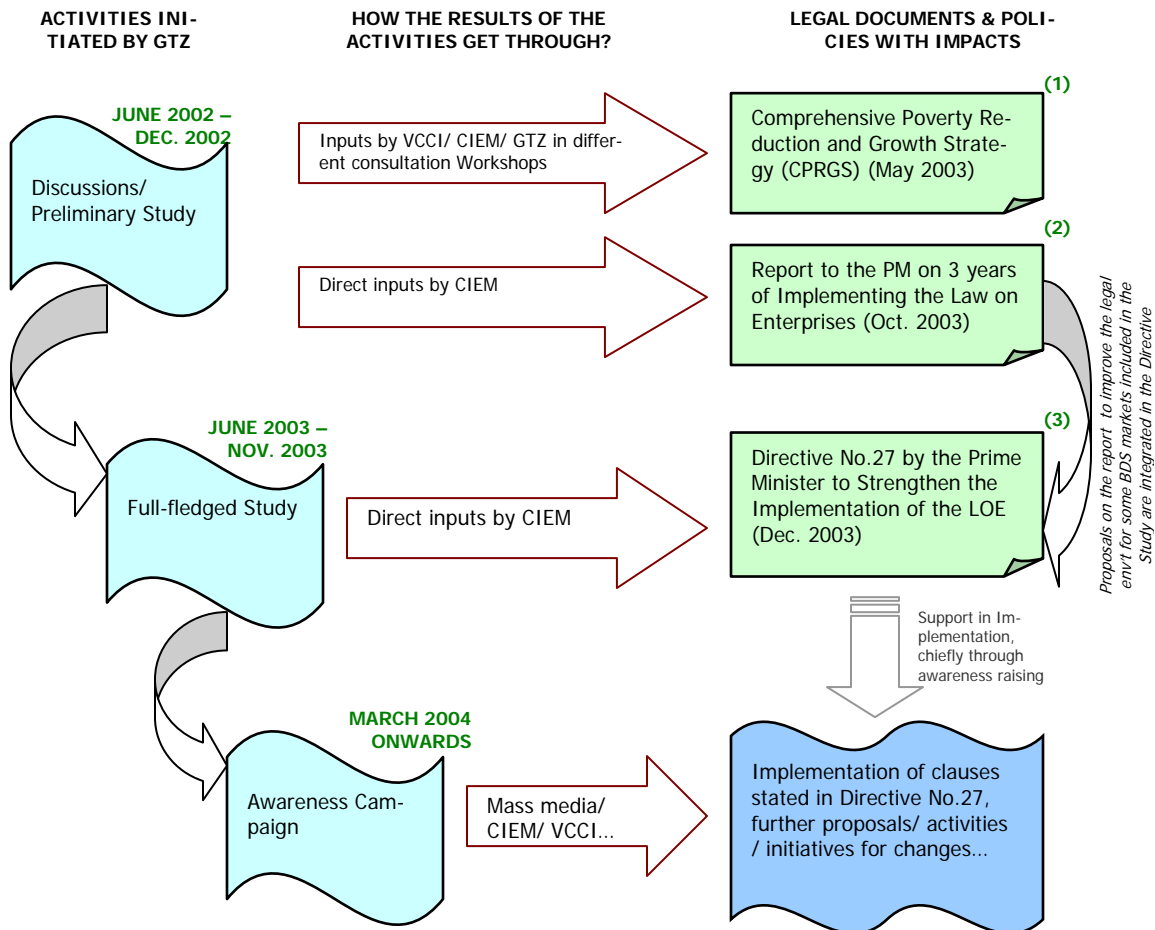 ACTIVITIES INI-
TIATED BY GTZ
HOW THE RESULTS OF THE
ACTIVITIES GET THROUGH?
LEGAL DOCUMENTS & POLI-
CIES WITH IMPACTS
JUNE 2002 –
DEC. 2002
Discussions/
Preliminary Study
Inputs by VCCI/ CIEM/ GTZ in differ-
ent consultation Workshops
(1)
Comprehensive Poverty Re-
duction and Growth Strate-
gy (CPRGS) (May 2003)
Direct inputs by CIEM
(2)
Report to the PM on 3 years
of Implementing the Law on
Enterprises (Oct. 2003)
Proposals on the report to improve the legal
env't for some BDS markets included in the
Study are integrated in the Directive
JUNE 2003 –
NOV. 2003
Full-fledged Study
Direct inputs by CIEM
(3)
Directive No.27 by the Prime
Minister to Strengthen the
Implementation of the LOE
(Dec. 2003)
Support in Im-
plementation,
chiefly through
awareness raising
MARCH 2004
ONWARDS
Awareness Cam-
paign
Mass media/
CIEM/ VCCI...
Implementation of clauses
stated in Directive No.27,
further proposals/ activities
/ initiatives for changes...